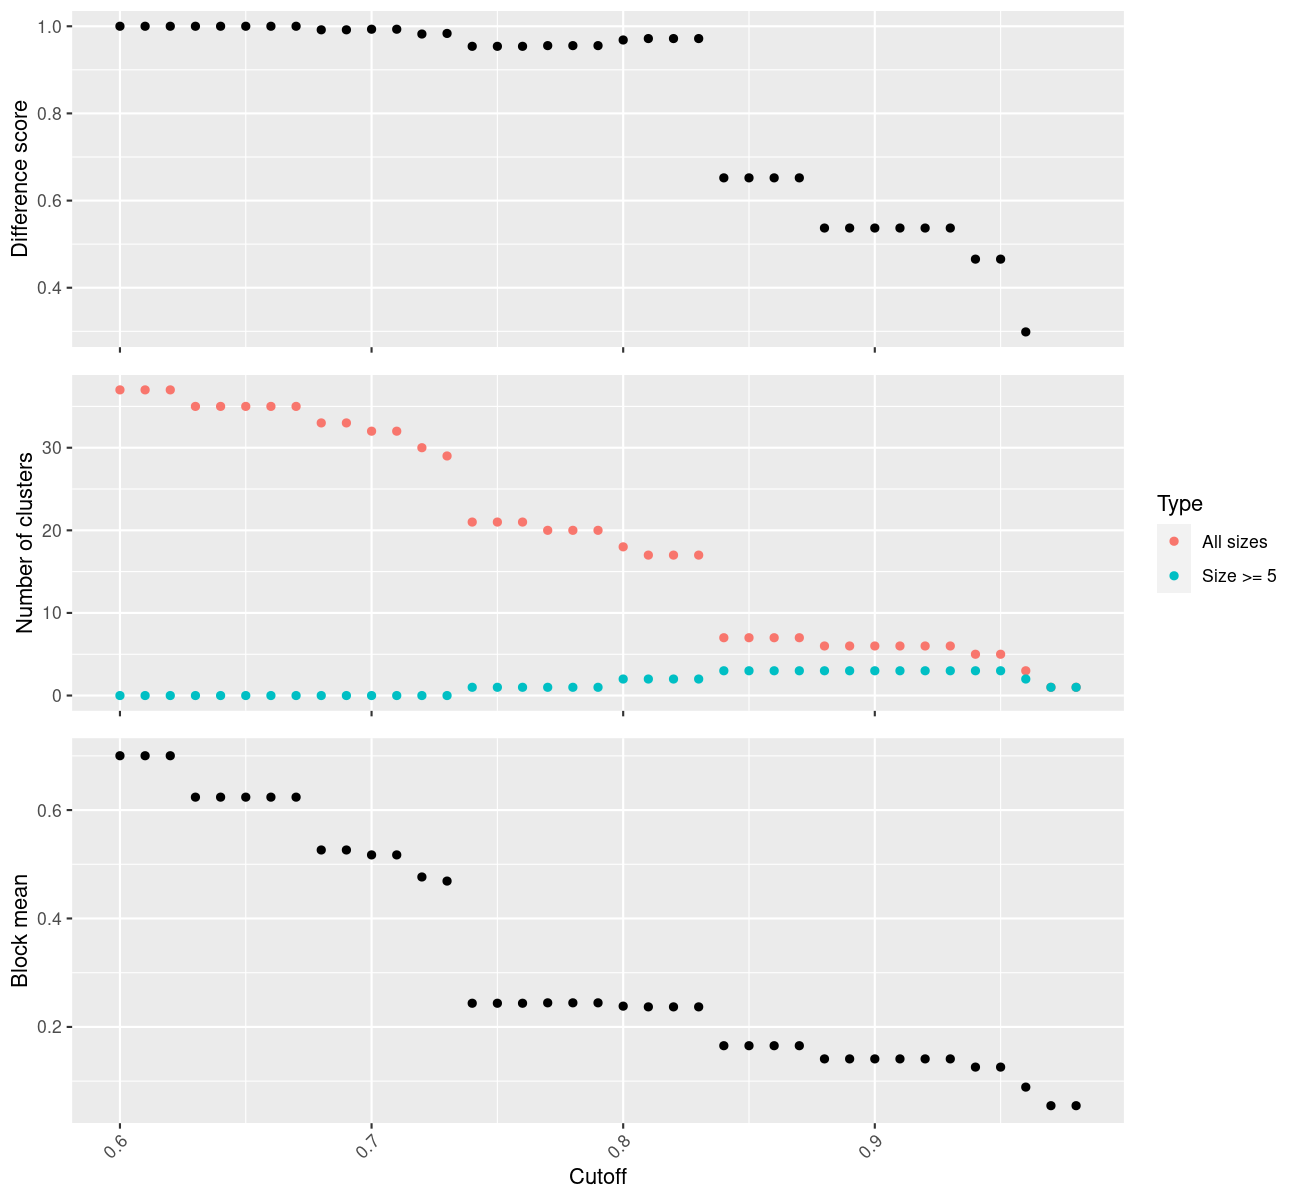 Difference score
1.0
0.8
0.6
0.4
Number of clusters
30
20
10
0
Type
All sizes
Size >= 5
Block mean
0.6
0.4
0.2
0.6
0.7
0.8
0.9
Cutoff